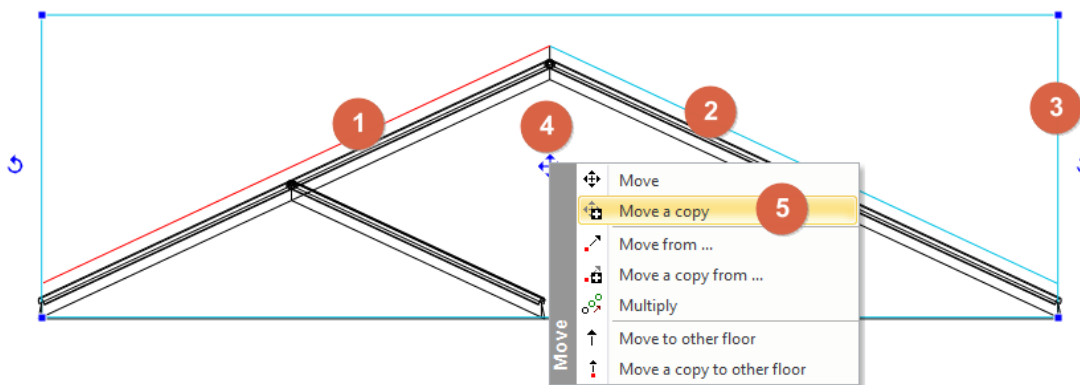 1
2
3
4
Move
Move a copy
5
Move from ...
Move a copy from ...
Multiply
Move to other floor
Move a copy to other floor
Move